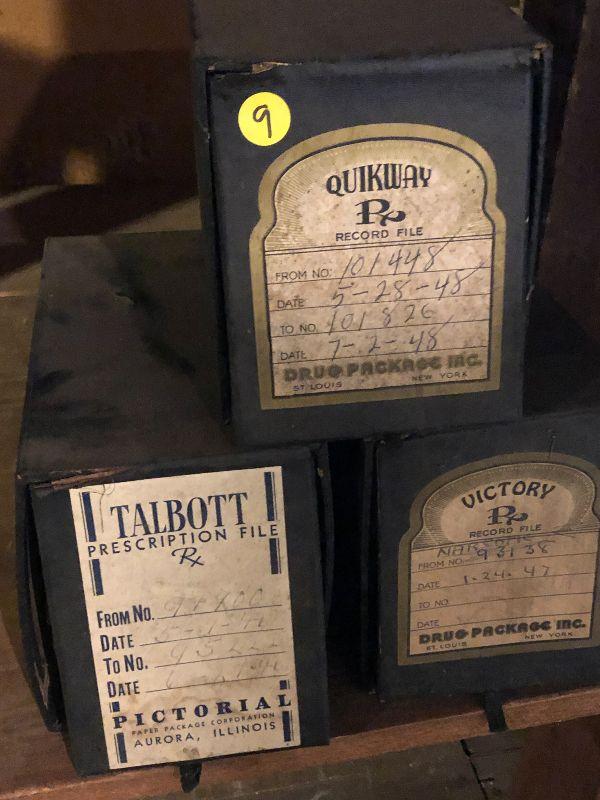 9
QUIKWAY
Rx
RECORD FILE
FROM NO. 101448
DATE 5-28-48
TO NO. 101826
DATE 7-2-48
DRUG PACKAGE INC.
ST. LOUIS NEW YORK
TALBOTT
PRESCRIPTION FILE
Rx
FROM NO.
DATE
TO NO.
DATE
PICTORIAL
PAPER PACKAGE CORPORATION
AURORA, ILLINOIS
VICTORY
Rx
RECORD FILE
FROM NO. 93138
DATE 1-24-47
TO NO.
DATE
DRUG PACKAGE INC.
ST. LOUIS NEW YORK